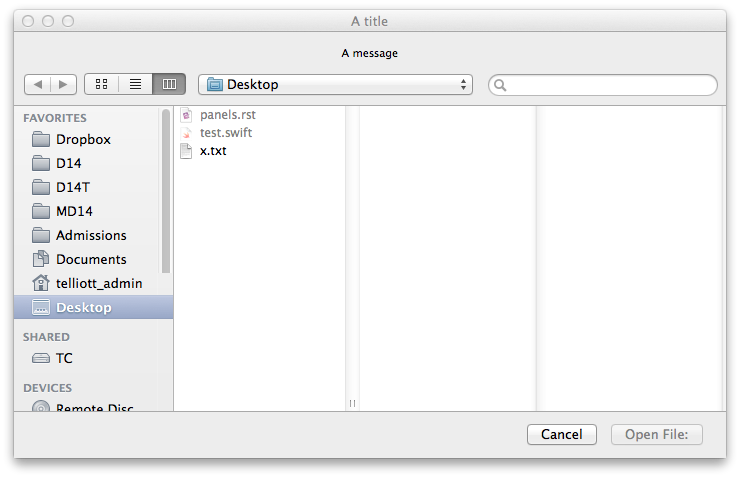 A title
A message
Desktop
FAVORITES
Dropbox
D14
D14T
MD14
Admissions
Documents
telliott_admin
Desktop
SHARED
TC
DEVICES
Remote Disc
panels.rst
test.swift
x.txt
Cancel
Open File: